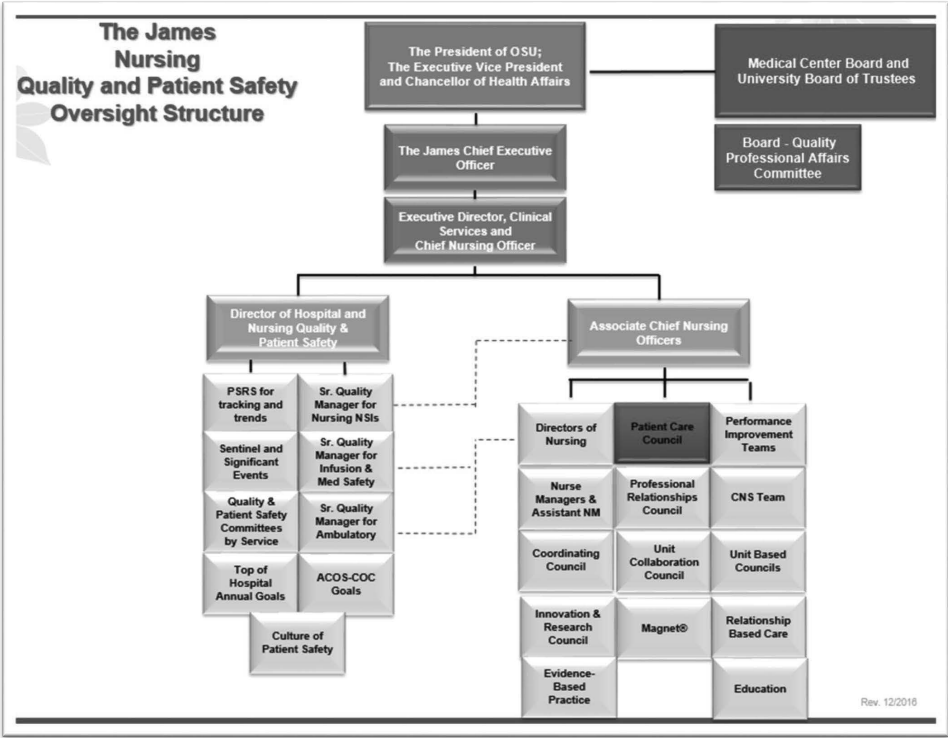 The James
Nursing
Quality and Patient Safety
Oversight Structure
The President of OSU;
The Executive Vice President
and Chancellor of Health Affairs
Medical Center Board and
University Board of Trustees
Board - Quality
Professional Affairs
Committee
The James Chief Executive
Officer
Executive Director, Clinical
Services and
Chief Nursing Officer
Director of Hospital and
Nursing Quality &
Patient Safety
Associate Chief Nursing
Officers
PSRS for
tracking and
trends
Sr. Quality
Manager for
Nursing NSIs
Sentinel and
Significant
Events
Sr. Quality
Manager for
Infusion &
Med Safety
Quality &
Patient Safety
Committees
by Service
Sr. Quality
Manager for
Ambulatory
Top of
Hospital
Annual Goals
ACOS-COC
Goals
Culture of
Patient Safety
Directors of
Nursing
Patient Care
Council
Performance
Improvement
Teams
Nurse
Managers &
Assistant NM
Professional
Relationships
Council
CNS Team
Coordinating
Council
Unit
Collaboration
Council
Unit Based
Councils
Innovation &
Research
Council
Magnet®
Relationship
Based Care
Evidence-
Based
Practice
Education
Rev. 12/2016